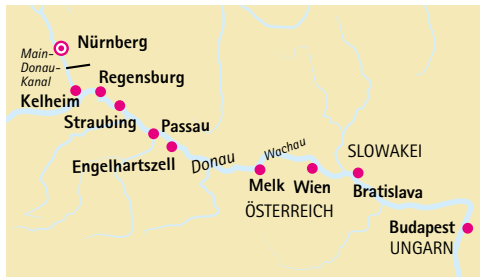 Nürnberg
Main-
Donau-
Kanal
Regensburg
Kelheim
Straubing
Passau
Engelhartszell
Donau
Wachau
SLOWAKEI
Melk
Wien
Bratislava
ÖSTERREICH
Budapest
UNGARN